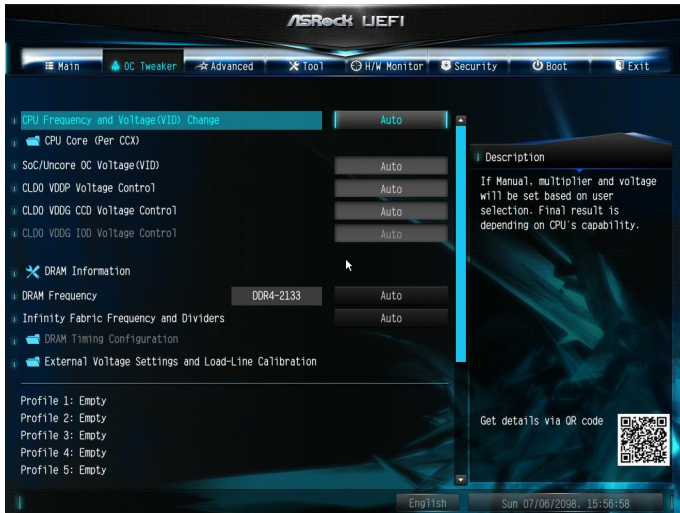 ASRock UEFI
Main OC Tweaker Advanced Tool H/W Monitor Security Boot Exit
CPU Frequency and Voltage(VID) Change Auto
CPU Core (Per CCX)
SoC/Uncore OC Voltage(VID) Auto
CLDO VDDP Voltage Control Auto
CLDO VDDG CCD Voltage Control Auto
CLDO VDDG IOD Voltage Control Auto
DRAM Information
DRAM Frequency DDR4-2133 Auto
Infinity Fabric Frequency and Dividers Auto
DRAM Timing Configuration
External Voltage Settings and Load-Line Calibration
Profile 1: Empty
Profile 2: Empty
Profile 3: Empty
Profile 4: Empty
Profile 5: Empty
Description
If Manual, multiplier and voltage
will be set based on user
selection. Final result is
depending on CPU's capability.
Get details via QR code
English
Sun 07/06/2098, 15:56:58